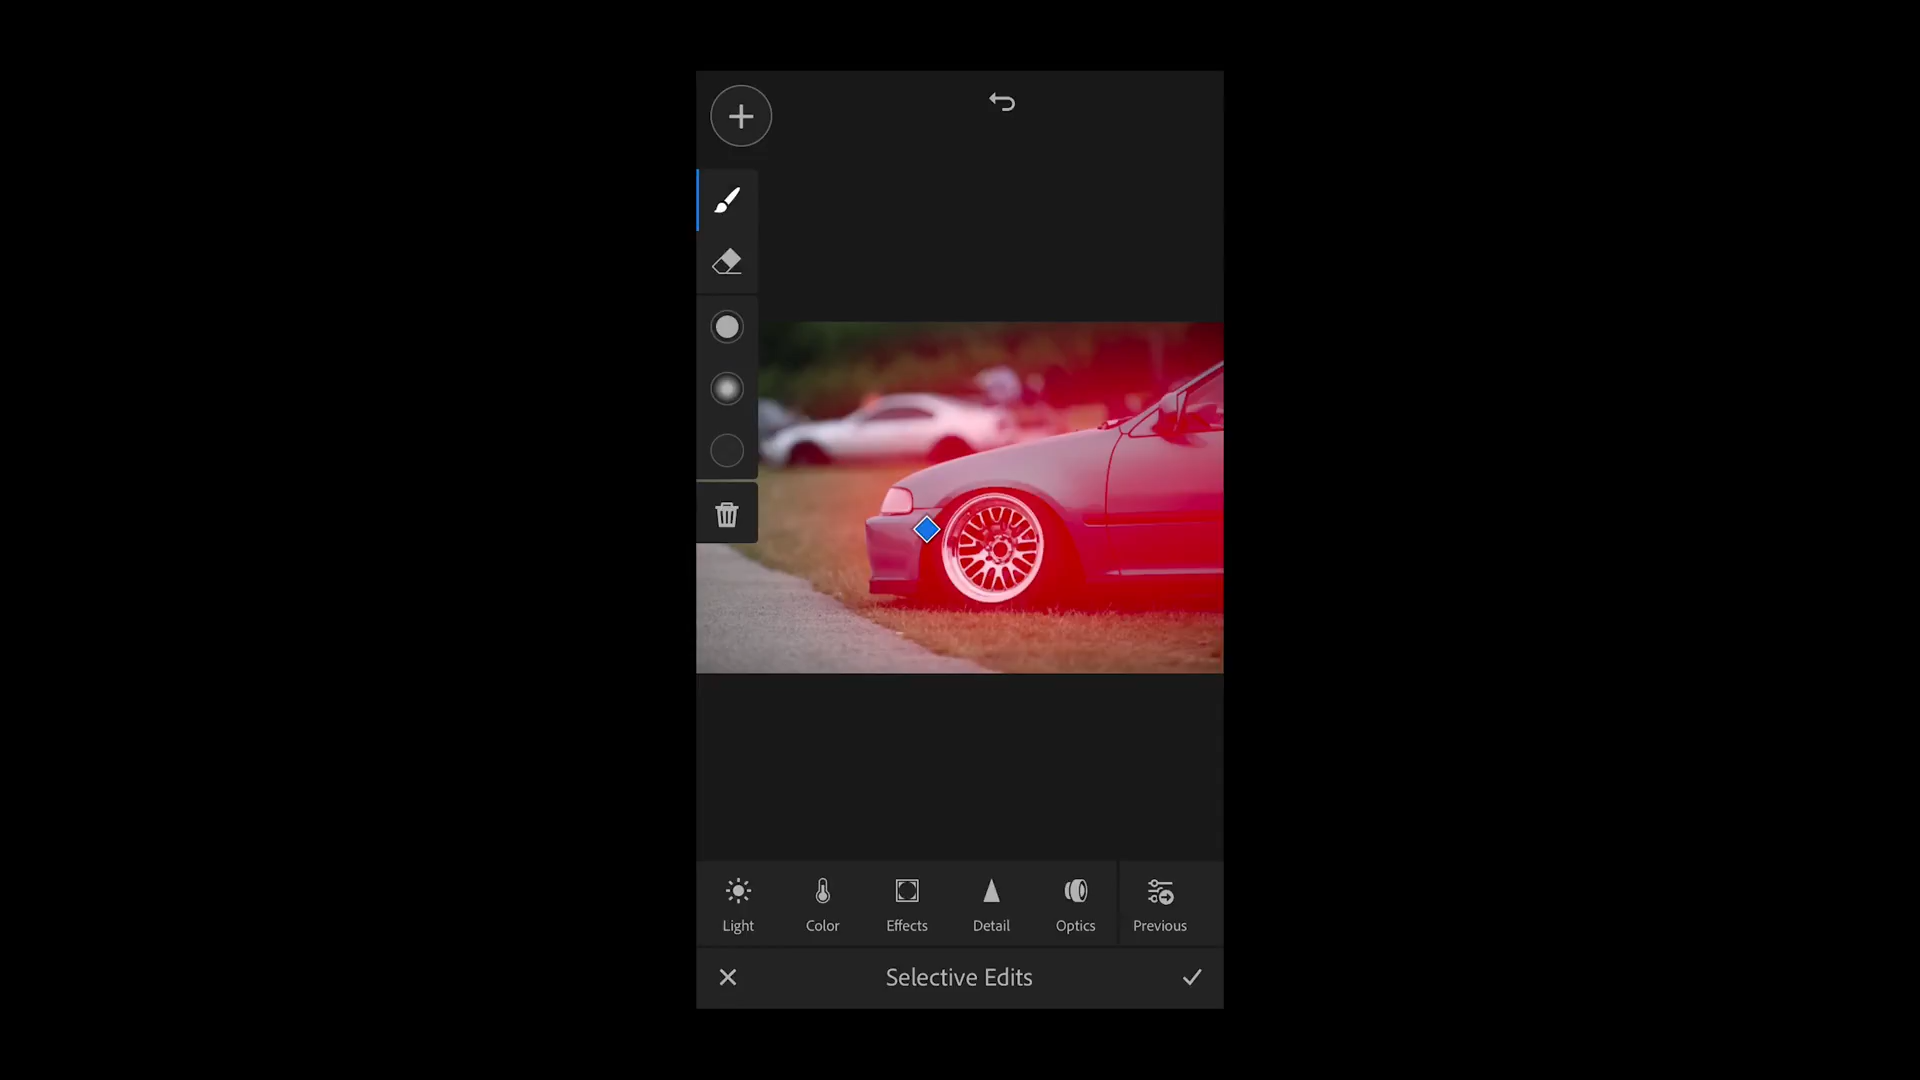 Light
Color
Effects
Detail
Optics
Previous
Selective Edits